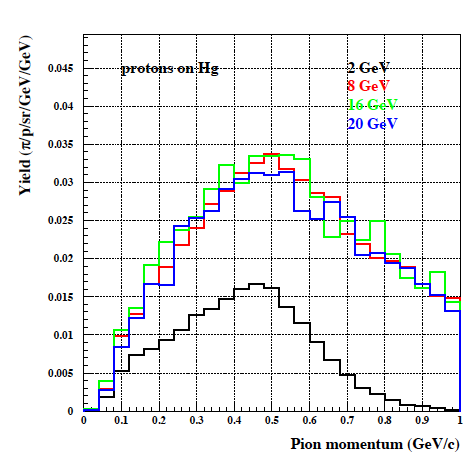 Yield (π/p/sr/GeV/GeV)
0.045
0.04
0.035
0.03
0.025
0.02
0.015
0.01
0.005
0
protons on Hg
2 GeV
8 GeV
16 GeV
20 GeV
0 0.1 0.2 0.3 0.4 0.5 0.6 0.7 0.8 0.9 1
Pion momentum (GeV/c)